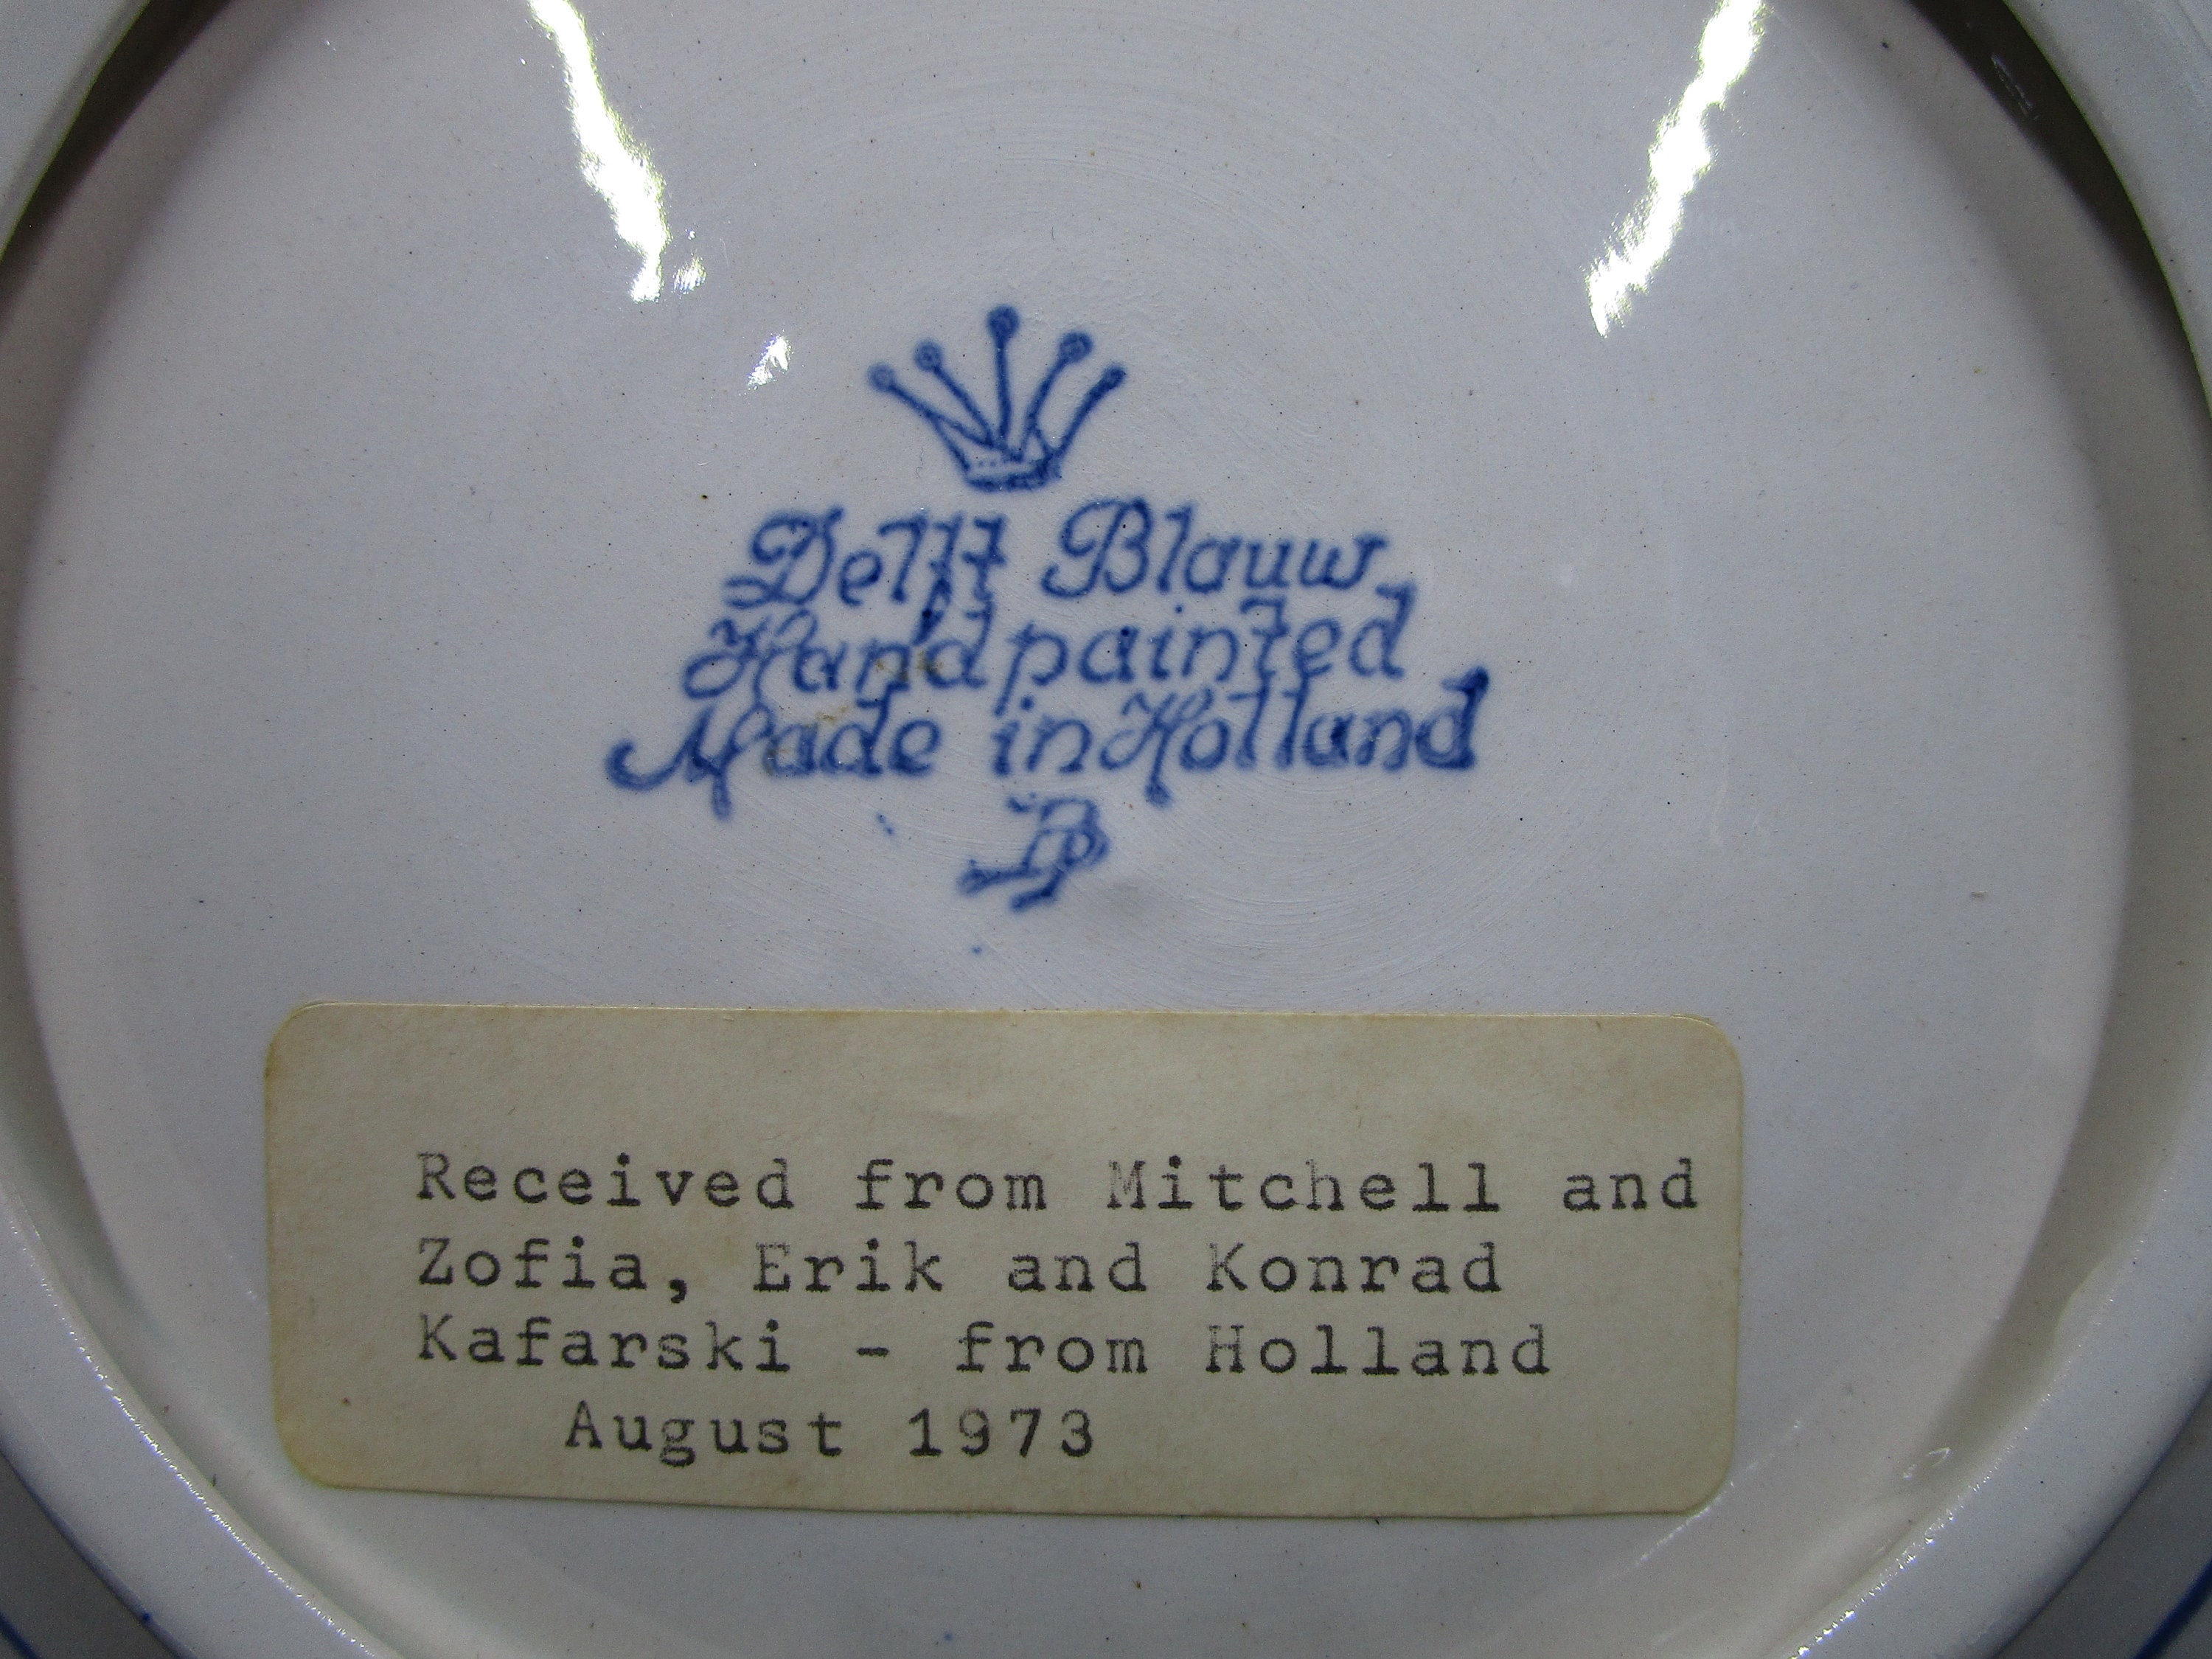 Delft Blauw
Handpainted
Made in Holland
Received from Mitchell and
Zofia, Erik and Konrad
Kafarski - from Holland
August 1973